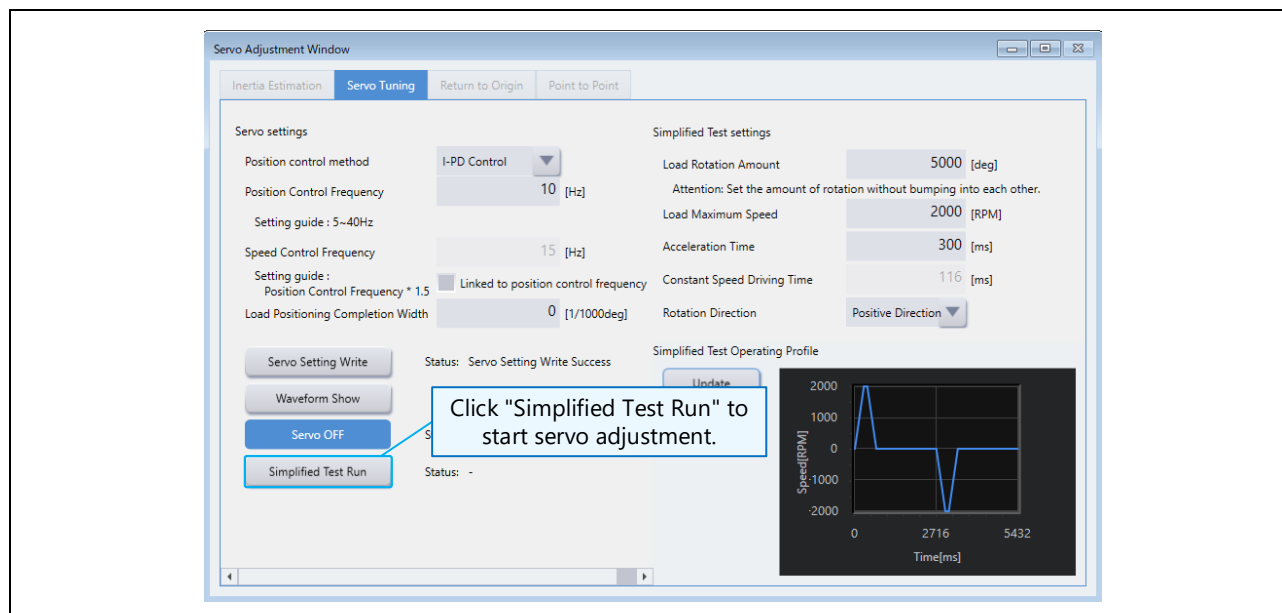 Servo Adjustment Window
Inertia Estimation Servo Tuning Return to Origin Point to Point
Servo settings
Position control method I-PD Control
Position Control Frequency 10 [Hz]
Setting guide : 5~40Hz
Speed Control Frequency 15 [Hz]
Setting guide :
Position Control Frequency * 1.5 Linked to position control frequency
Load Positioning Completion Width 0 [1/1000deg]
Servo Setting Write Status: Servo Setting Write Success
Waveform Show
Servo OFF
Simplified Test Run Status: -
Click "Simplified Test Run" to
start servo adjustment.
Simplified Test settings
Load Rotation Amount 5000 [deg]
Attention: Set the amount of rotation without bumping into each other.
Load Maximum Speed 2000 [RPM]
Acceleration Time 300 [ms]
Constant Speed Driving Time 116 [ms]
Rotation Direction Positive Direction
Simplified Test Operating Profile
Update
Speed[RPM]
2000
1000
0
-1000
-2000
0 2716 5432
Time[ms]